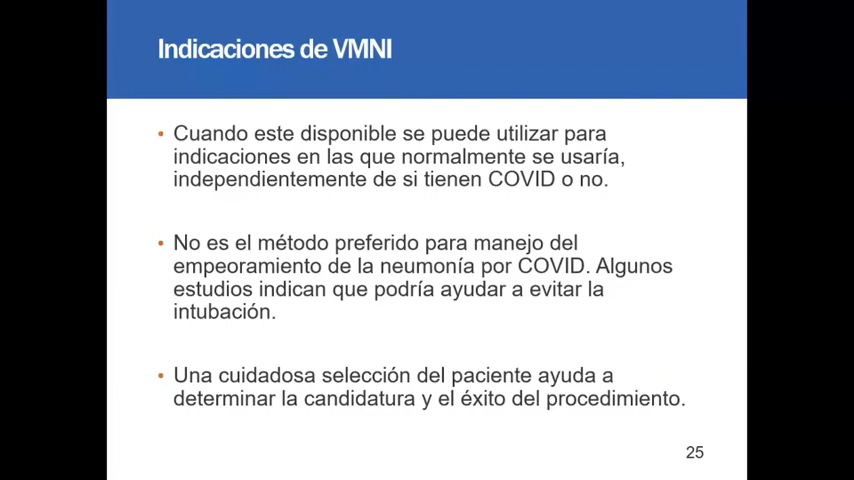 Indicaciones de VMNI
• Cuando este disponible se puede utilizar para
indicaciones en las que normalmente se usaría,
independientemente de si tienen COVID o no.
• No es el método preferido para manejo del
empeoramiento de la neumonía por COVID. Algunos
estudios indican que podría ayudar a evitar la
intubación.
• Una cuidadosa selección del paciente ayuda a
determinar la candidatura y el éxito del procedimiento.
25